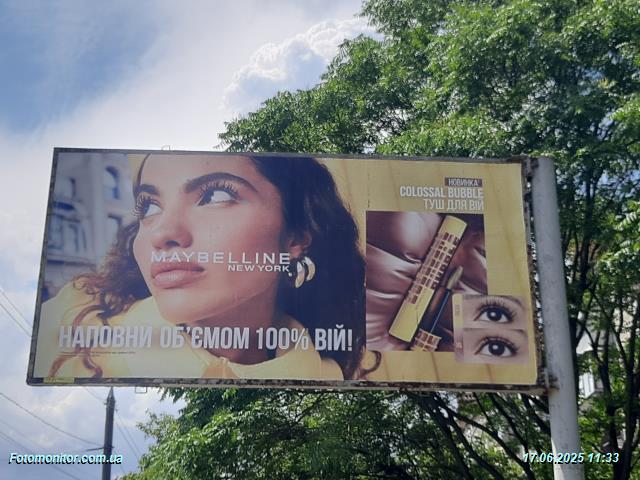 НОВИНКА!
COLOSSAL BUBBLE
ТУШ ДЛЯ ВІЙ
MAYBELLINE
NEW YORK
НАПОВНИ ОБ'ЄМОМ 100% ВІЙ!
Fotomonitor.com.ua
17.06.2025 11:33